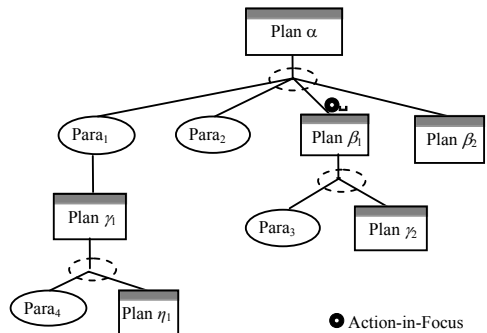 Plan α
Para₁
Para₂
Plan β₁
Plan β₂
Plan γ₁
Para₃
Plan γ₂
Para₄
Plan η₁
Action-in-Focus